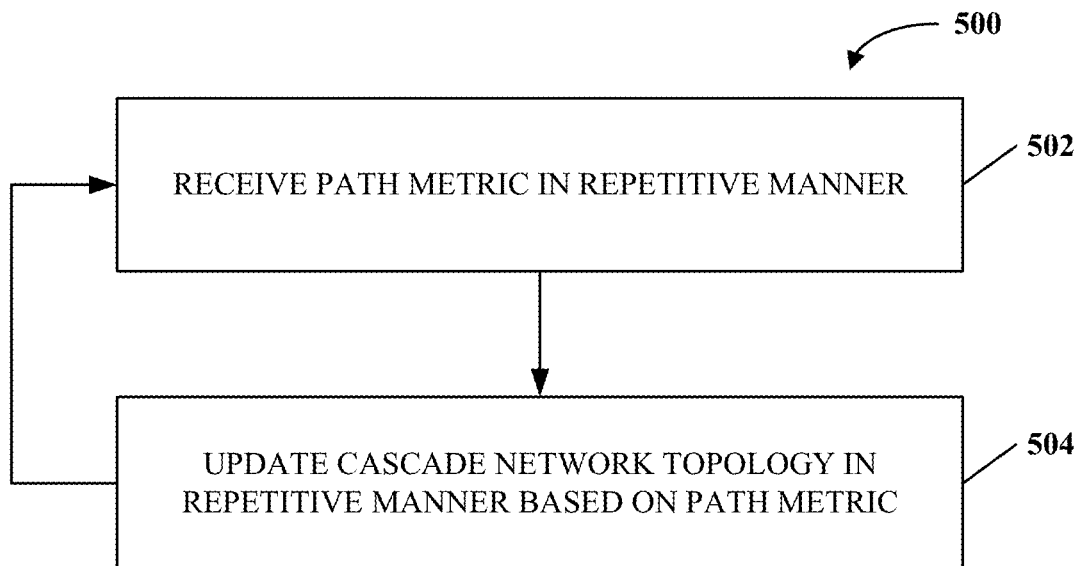 500
502
RECEIVE PATH METRIC IN REPETITIVE MANNER
504
UPDATE CASCADE NETWORK TOPOLOGY IN
REPETITIVE MANNER BASED ON PATH METRIC